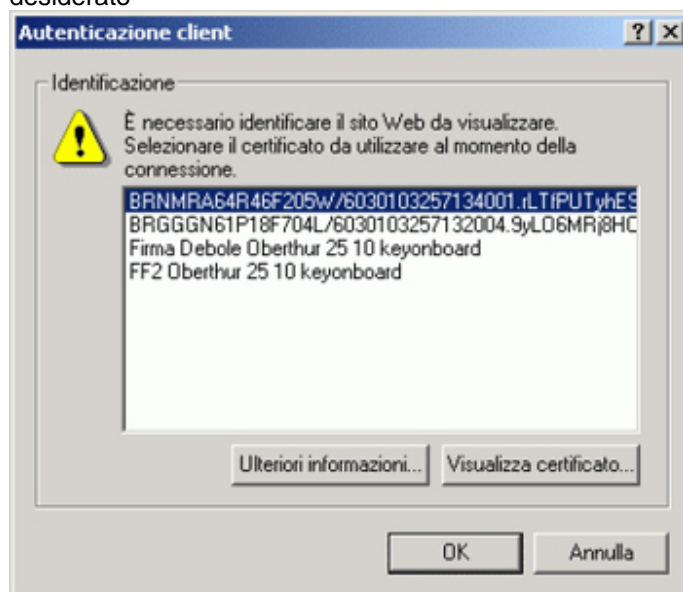 desiderato
Autenticazione client
Identificazione
È necessario identificare il sito Web da visualizzare.
Selezionare il certificato da utilizzare al momento della
connessione.
BRNMRA64R46F205W/6030103257134001.rLTfPUTyhES
BRGGGN61P18F704L/6030103257132004.9yLO6MRj8HC
Firma Debole Oberthur 25 10 keyonboard
FF2 Oberthur 25 10 keyonboard
Ulteriori informazioni... Visualizza certificato...
OK Annulla